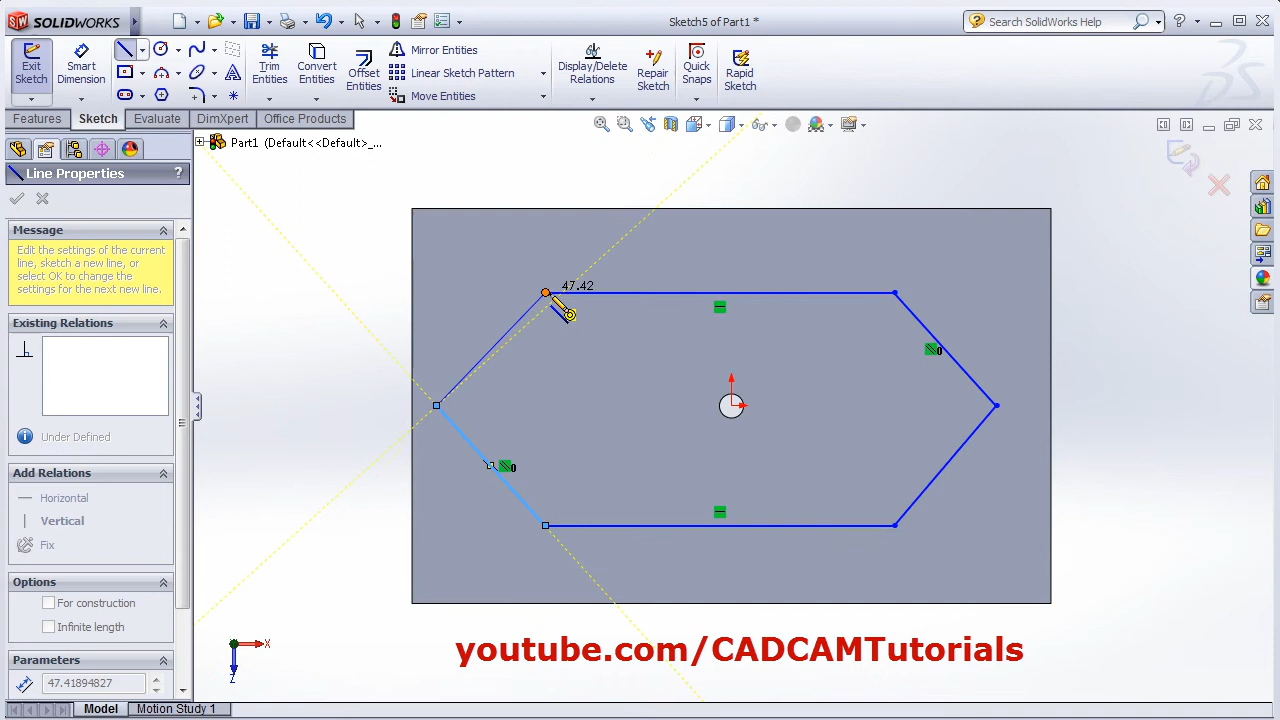 SOLIDWORKS
Sketch5 of Part1 *
Search SolidWorks Help
Exit Sketch
Smart Dimension
Trim Entities
Convert Entities
Offset Entities
Mirror Entities
Linear Sketch Pattern
Move Entities
Display/Delete Relations
Repair Sketch
Quick Snaps
Rapid Sketch
Features
Sketch
Evaluate
DimXpert
Office Products
Part1 (Default<<Default>_...
Line Properties
?
Message
Edit the settings of the current
line, sketch a new line, or
select OK to change the
settings for the next new line.
Existing Relations
Under Defined
Add Relations
Horizontal
Vertical
Fix
Options
For construction
Infinite length
Parameters
47.41894827
47.42
0
0
X
Z
youtube.com/CADCAMTutorials
Model
Motion Study 1